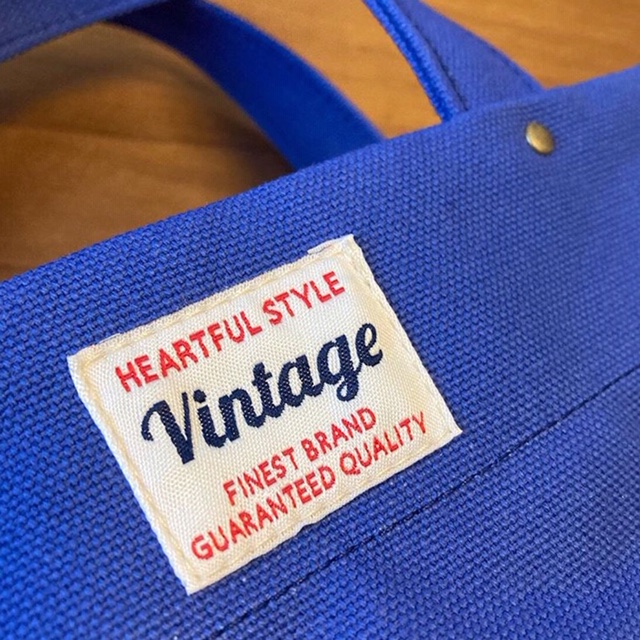 HEARTFUL STYLE
Vintage
FINEST BRAND
GUARANTEED QUALITY